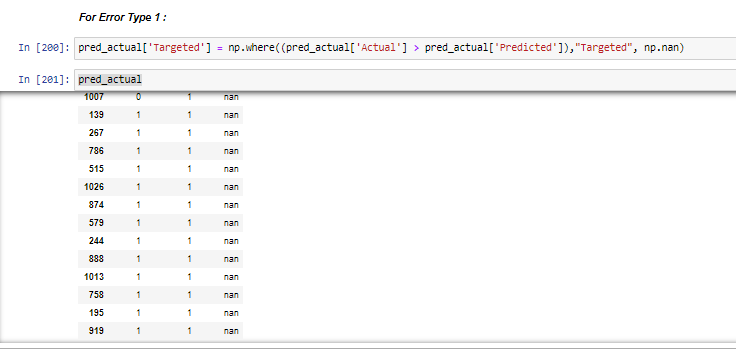 For Error Type 1 :
In [200]: pred_actual['Targeted'] = np.where((pred_actual['Actual'] > pred_actual['Predicted']),"Targeted", np.nan)
In [201]: pred_actual
1007 0 1 nan
139 1 1 nan
267 1 1 nan
786 1 1 nan
515 1 1 nan
1026 1 1 nan
874 1 1 nan
579 1 1 nan
244 1 1 nan
888 1 1 nan
1013 1 1 nan
758 1 1 nan
195 1 1 nan
919 1 1 nan